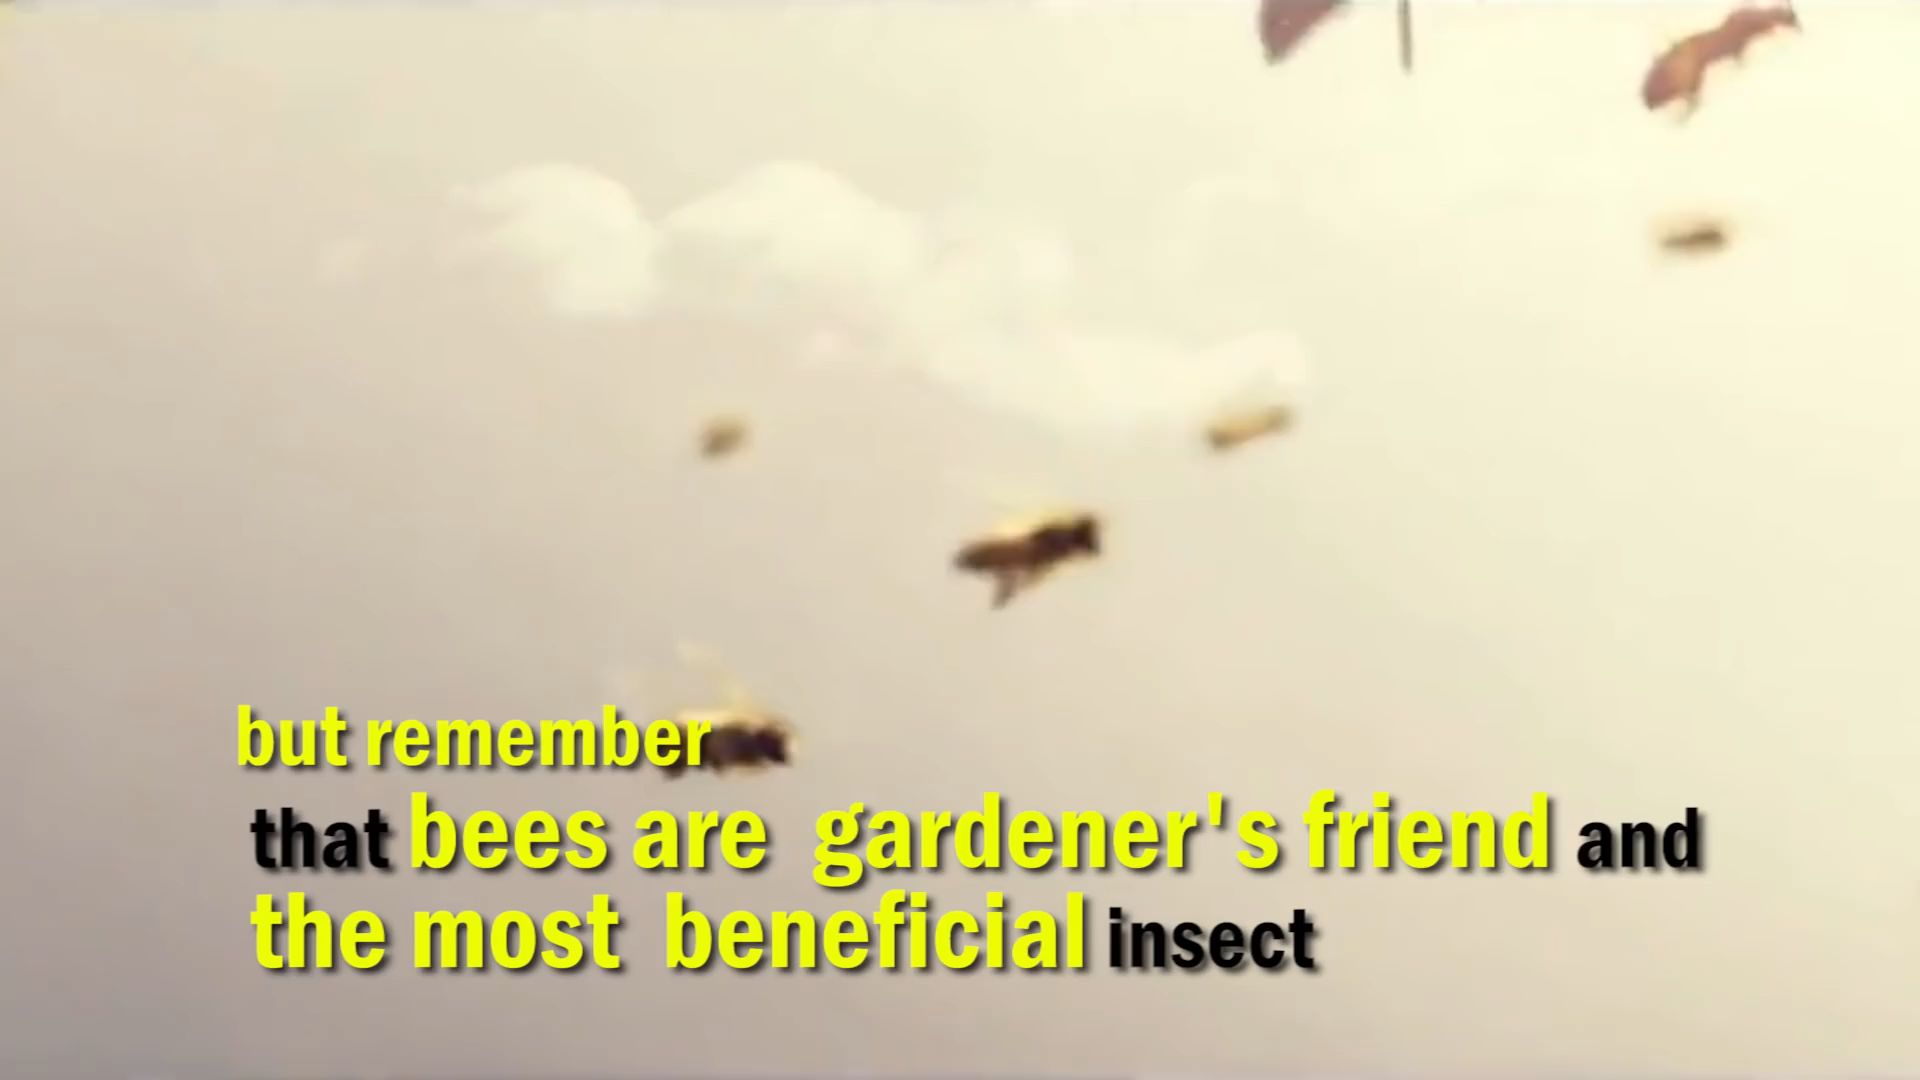 but remember
that bees are gardener's friend and
the most beneficial insect